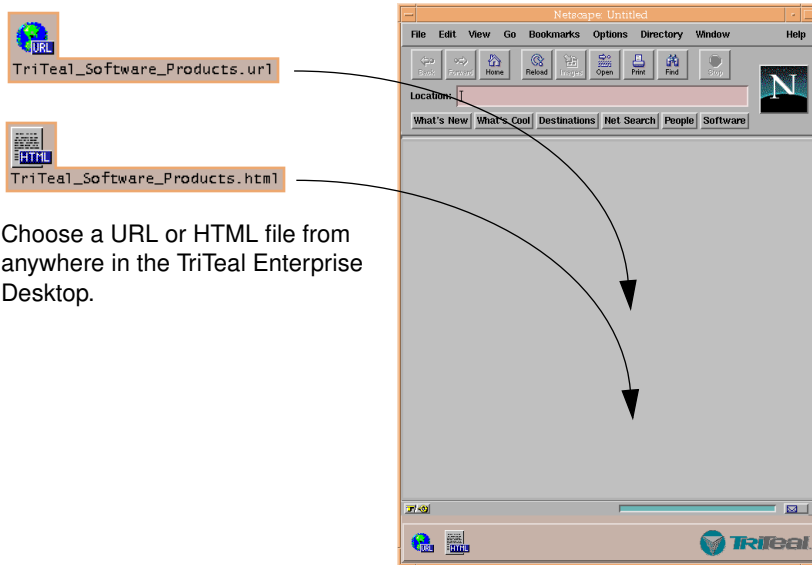 URL
TriTeal_Software_Products.url
HTML
TriTeal_Software_Products.html
Choose a URL or HTML file from
anywhere in the TriTeal Enterprise
Desktop.
Netscape: Untitled
File Edit View Go Bookmarks Options Directory Window Help
Back Forward Home Reload Images Open Print Find Stop
Location:
N
What's New What's Cool Destinations Net Search People Software
URL HTML TriTeal